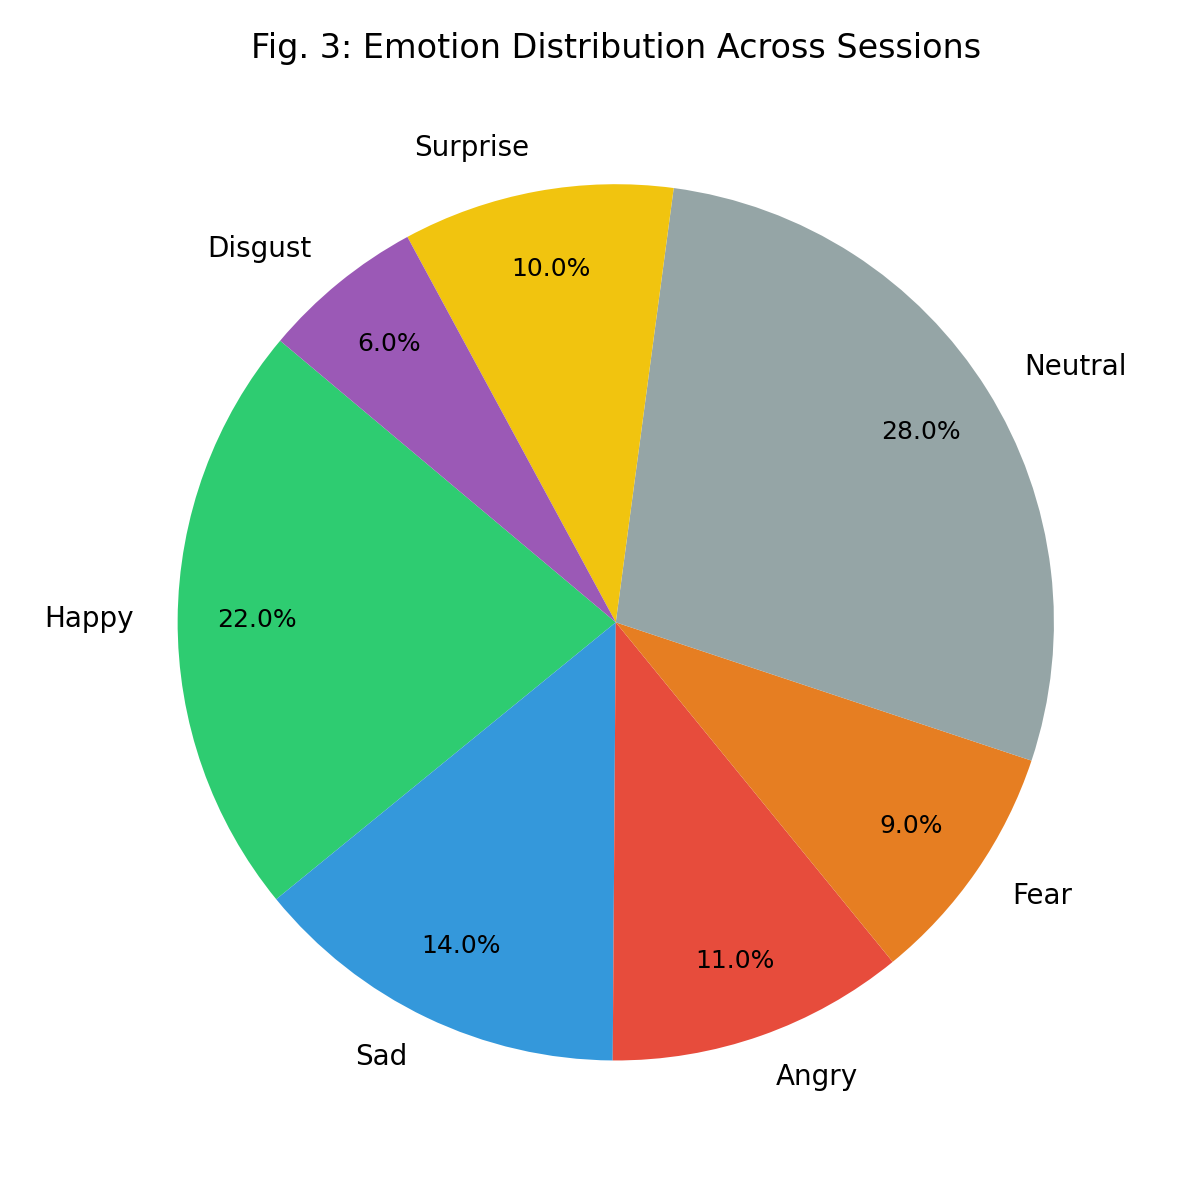 Fig. 3: Emotion Distribution Across Sessions
Surprise
10.0%
Disgust
6.0%
Neutral
28.0%
Happy
22.0%
9.0%
Fear
14.0%
11.0%
Sad
Angry